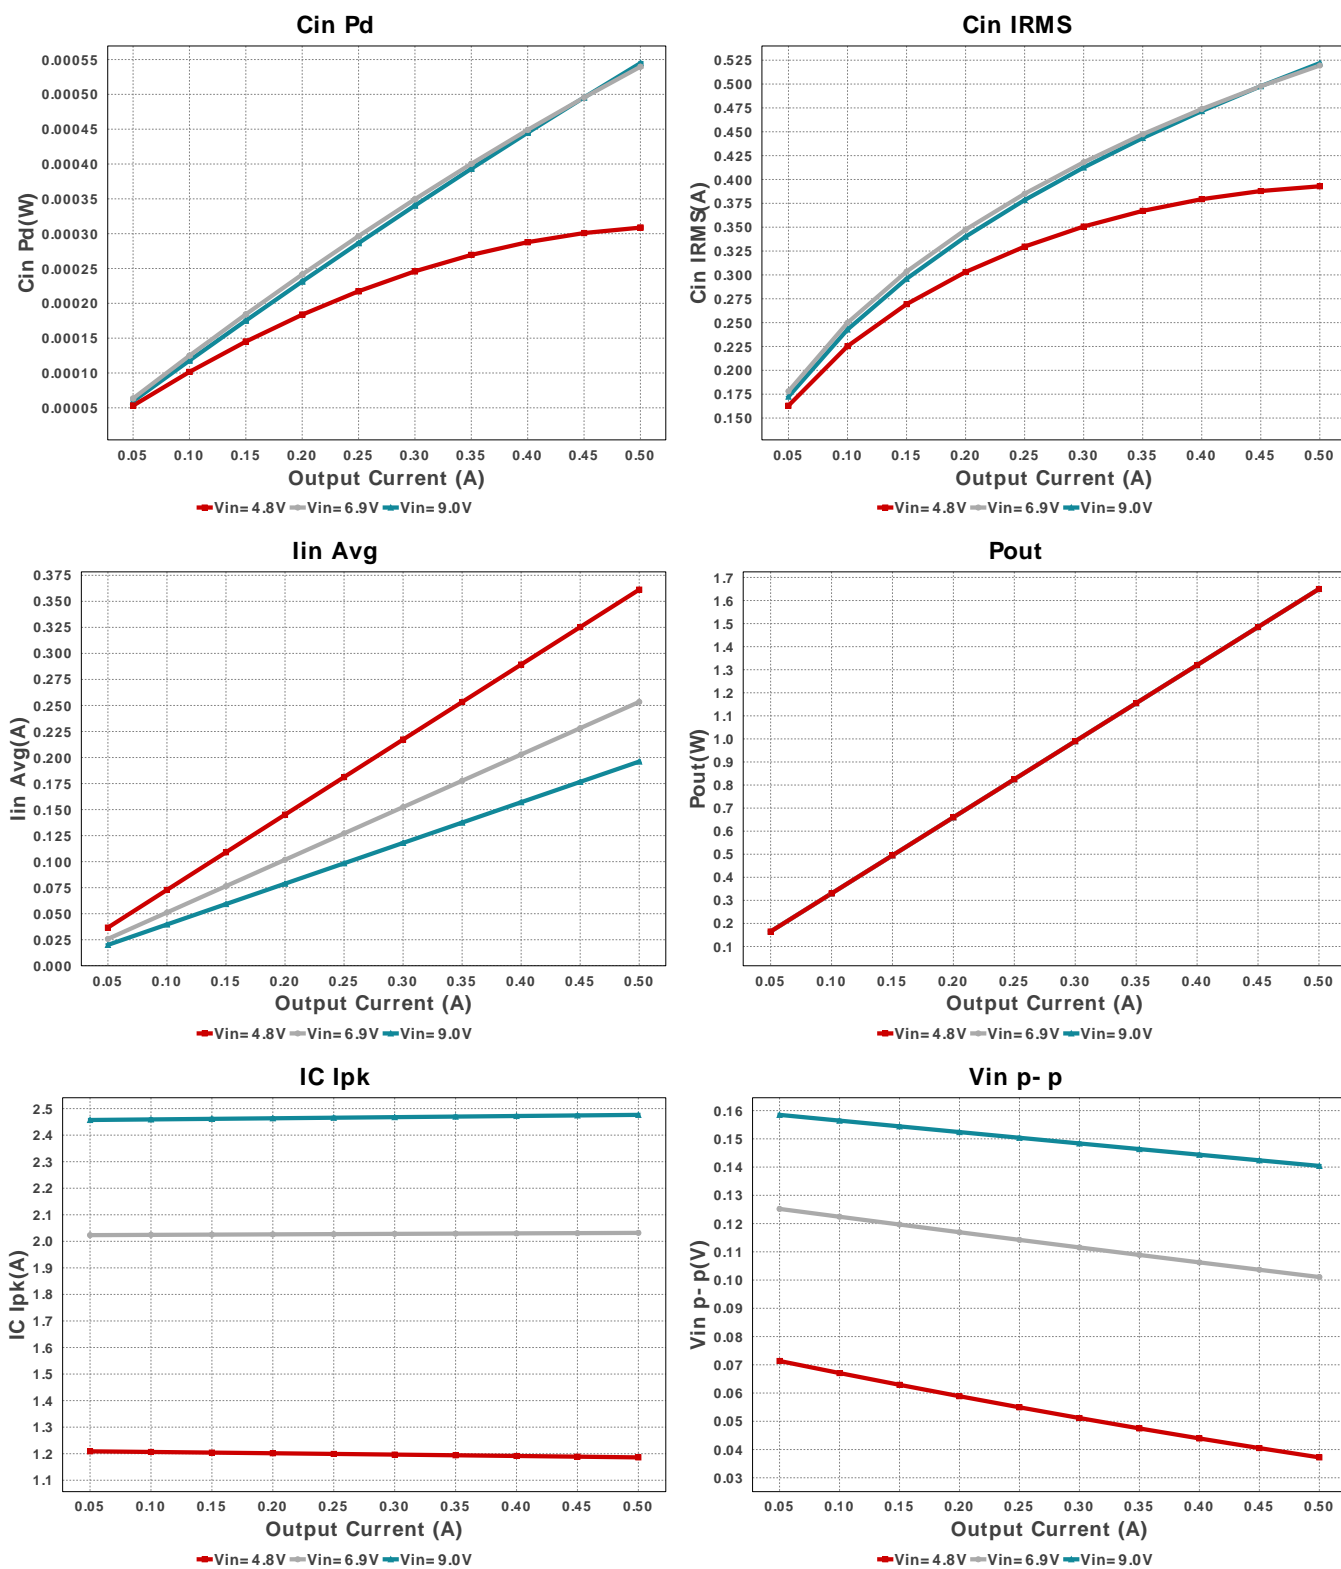 Cin Pd
0.00055
0.00050
0.00045
0.00040
0.00035
0.00030
0.00025
0.00020
0.00015
0.00010
0.00005
Cin Pd(W)
0.05 0.10 0.15 0.20 0.25 0.30 0.35 0.40 0.45 0.50
Output Current (A)
Vin= 4.8V Vin= 6.9V Vin= 9.0V
Cin IRMS
0.525
0.500
0.475
0.450
0.425
0.400
0.375
0.350
0.325
0.300
0.275
0.250
0.225
0.200
0.175
0.150
Cin IRMS(A)
0.05 0.10 0.15 0.20 0.25 0.30 0.35 0.40 0.45 0.50
Output Current (A)
Vin= 4.8V Vin= 6.9V Vin= 9.0V
Iin Avg
0.375
0.350
0.325
0.300
0.275
0.250
0.225
0.200
0.175
0.150
0.125
0.100
0.075
0.050
0.025
0.000
Iin Avg(A)
0.05 0.10 0.15 0.20 0.25 0.30 0.35 0.40 0.45 0.50
Output Current (A)
Vin= 4.8V Vin= 6.9V Vin= 9.0V
Pout
1.7
1.6
1.5
1.4
1.3
1.2
1.1
1.0
0.9
0.8
0.7
0.6
0.5
0.4
0.3
0.2
0.1
Pout(W)
0.05 0.10 0.15 0.20 0.25 0.30 0.35 0.40 0.45 0.50
Output Current (A)
Vin= 4.8V Vin= 6.9V Vin= 9.0V
IC Ipk
2.5
2.4
2.3
2.2
2.1
2.0
1.9
1.8
1.7
1.6
1.5
1.4
1.3
1.2
1.1
IC Ipk(A)
0.05 0.10 0.15 0.20 0.25 0.30 0.35 0.40 0.45 0.50
Output Current (A)
Vin= 4.8V Vin= 6.9V Vin= 9.0V
Vin p- p
0.16
0.15
0.14
0.13
0.12
0.11
0.10
0.09
0.08
0.07
0.06
0.05
0.04
0.03
Vin p- p(V)
0.05 0.10 0.15 0.20 0.25 0.30 0.35 0.40 0.45 0.50
Output Current (A)
Vin= 4.8V Vin= 6.9V Vin= 9.0V